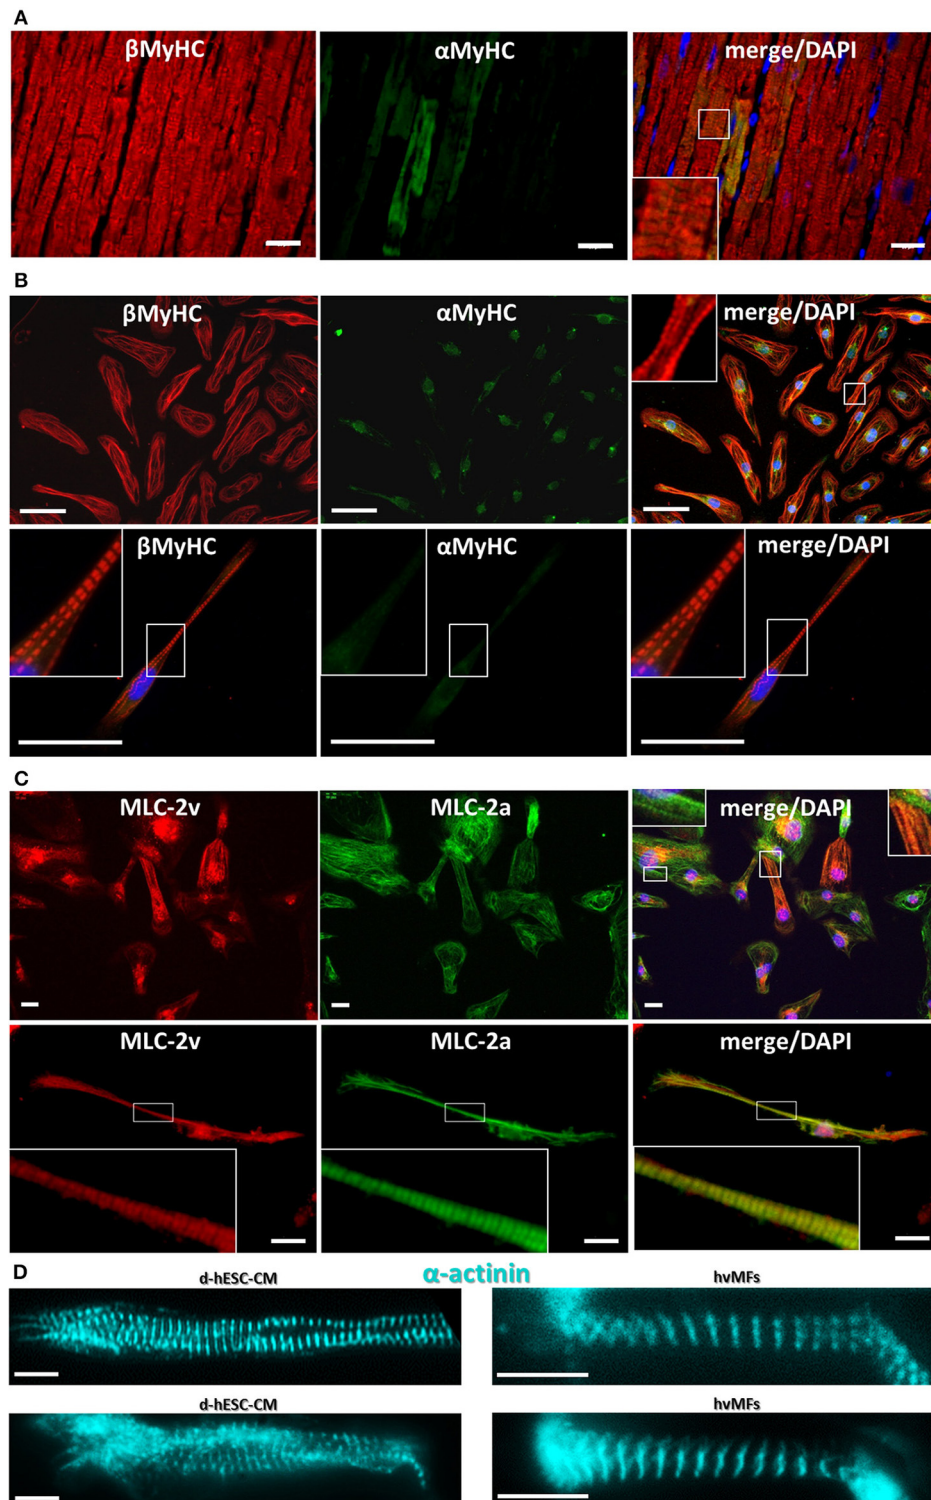 A
βMyHC αMyHC merge/DAPI
B
βMyHC αMyHC merge/DAPI
βMyHC αMyHC merge/DAPI
C
MLC-2v MLC-2a merge/DAPI
MLC-2v MLC-2a merge/DAPI
D
d-hESC-CM α-actinin hvMFs
d-hESC-CM hvMFs